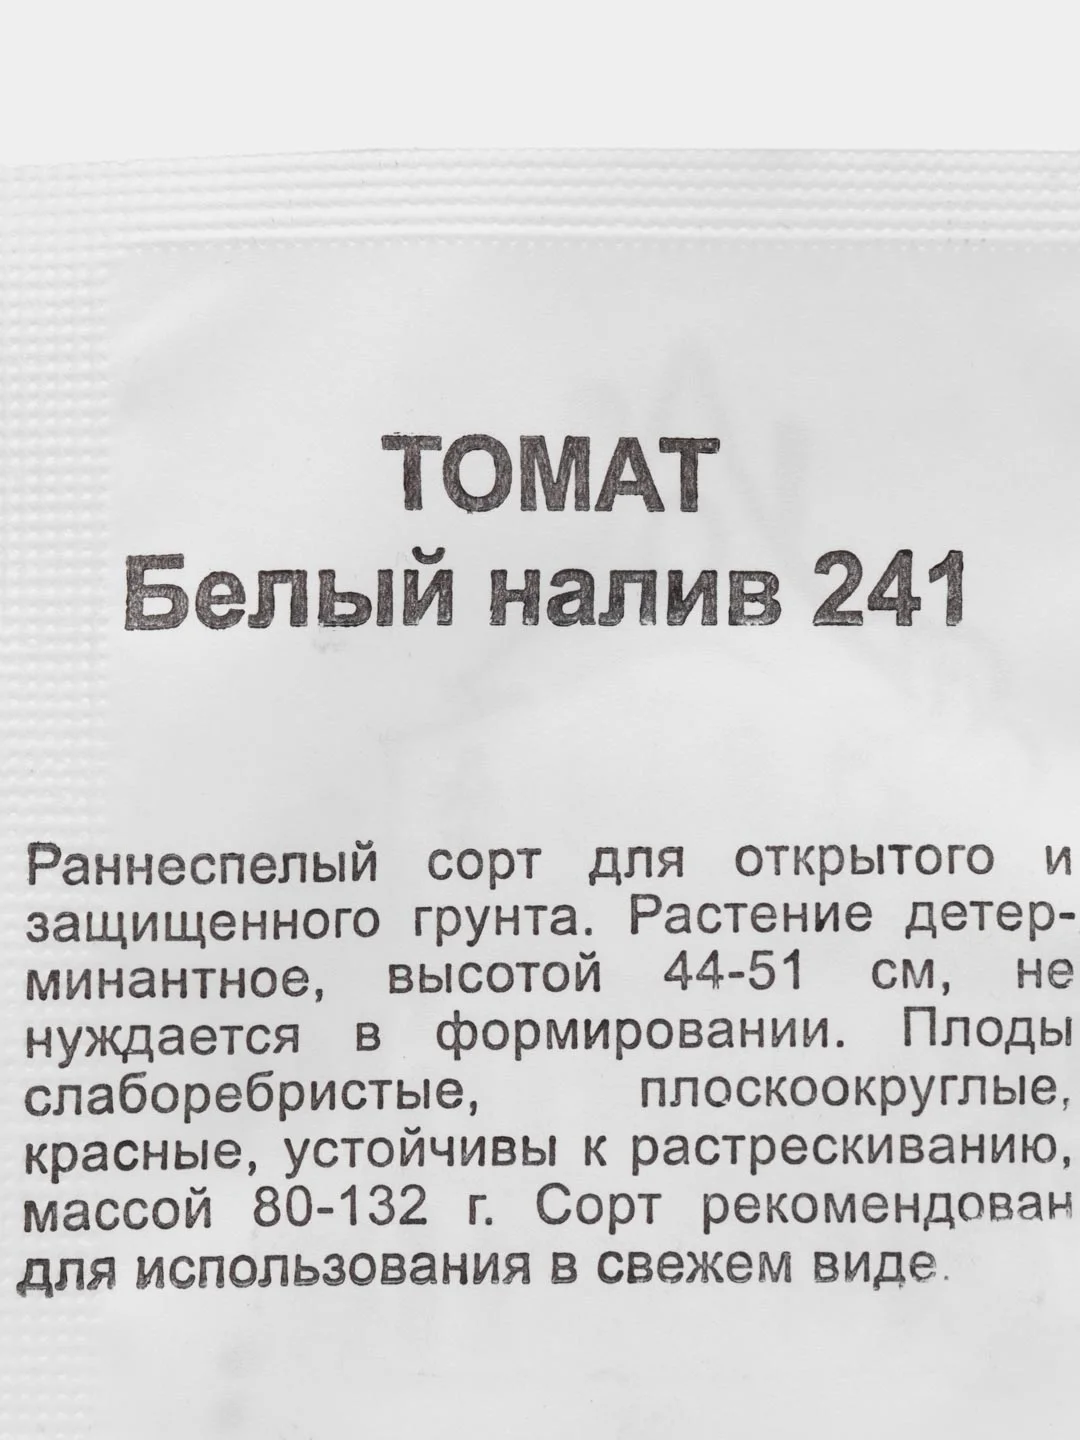 ТОМАТ
Белый налив 241
Раннеспелый сорт для открытого и
защищенного грунта. Растение детер-
минантное, высотой 44-51 см, не
нуждается в формировании. Плоды
слаборебристые, плоскоокруглые,
красные, устойчивы к растрескиванию,
массой 80-132 г. Сорт рекомендован
для использования в свежем виде.